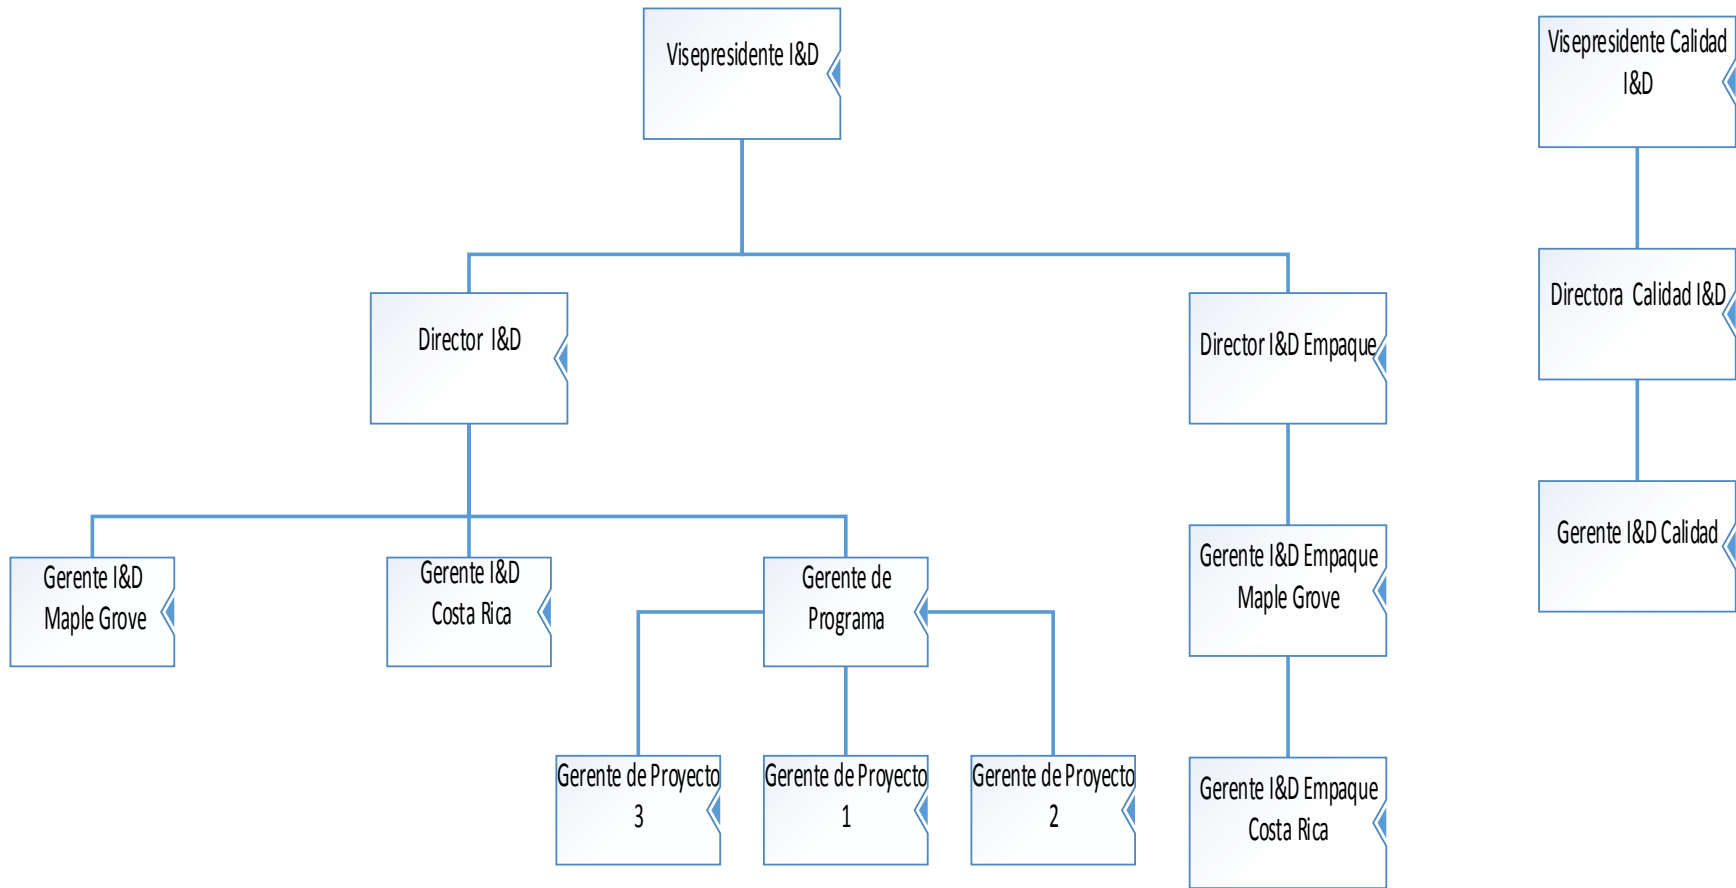 Visepresidente I&D
Visepresidente Calidad
I&D
Director I&D
Director I&D Empaque
Directora Calidad I&D
Gerente I&D
Maple Grove
Gerente I&D
Costa Rica
Gerente de
Programa
Gerente I&D Empaque
Maple Grove
Gerente I&D Calidad
Gerente de Proyecto
3
Gerente de Proyecto
1
Gerente de Proyecto
2
Gerente I&D Empaque
Costa Rica